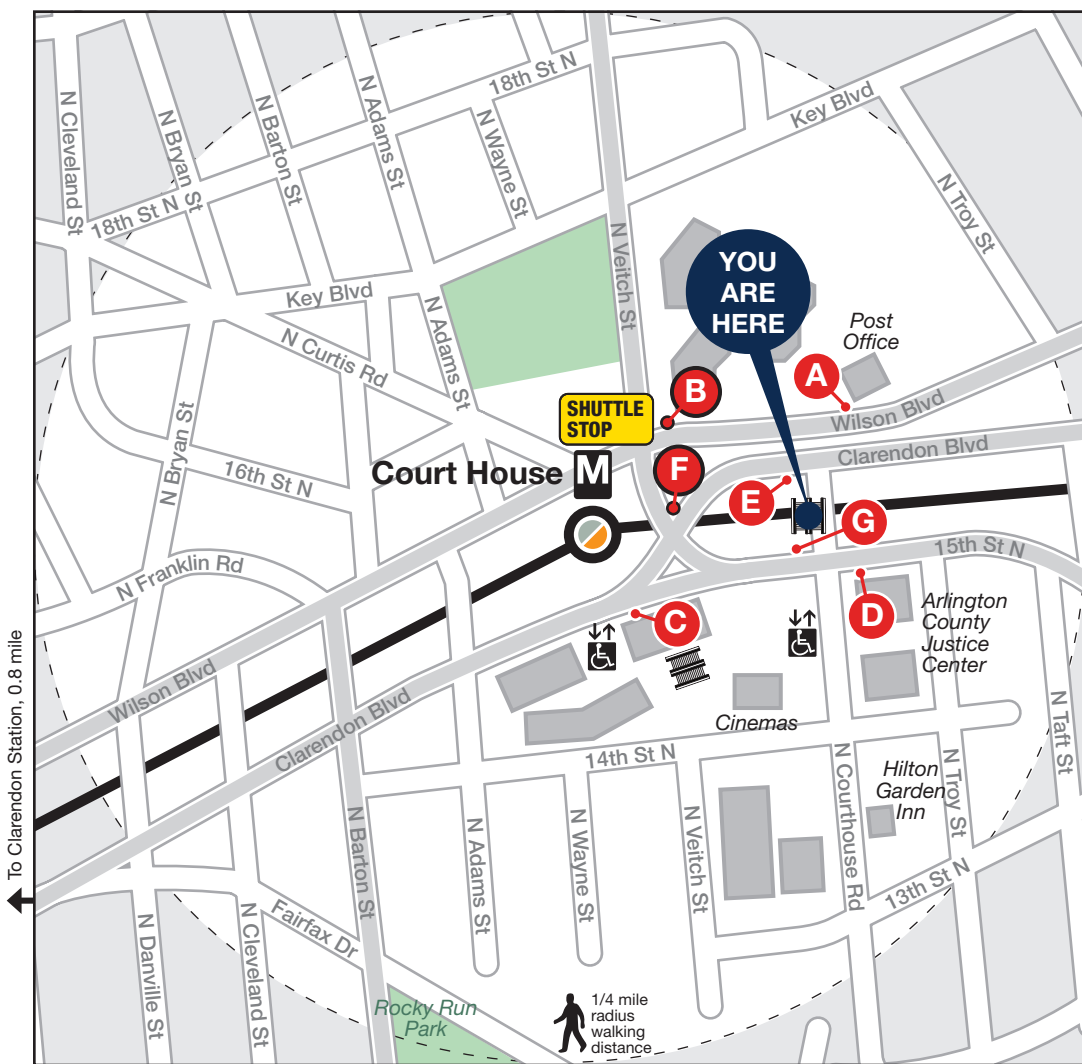 18th St N
Key Blvd
N Cleveland St
N Bryan St
N Barton St
N Adams St
N Wayne St
N Troy St
18th St N
N Veitch St
YOU
ARE
HERE
Key Blvd
N Adams St
N Curtis Rd
Post
Office
A
B
SHUTTLE
STOP
Wilson Blvd
Clarendon Blvd
Court House
M
F
E
G
N Bryan St
16th St N
15th St N
N Franklin Rd
D
C
Arlington
County
Justice
Center
Wilson Blvd
Clarendon Blvd
Cinemas
14th St N
N Taft St
Hilton
Garden
Inn
N Troy St
N Courthouse Rd
N Barton St
N Adams St
N Wayne St
N Veitch St
13th St N
Fairfax Dr
N Danville St
N Cleveland St
Rocky Run
Park
1/4 mile
radius
walking
distance
To Clarendon Station, 0.8 mile